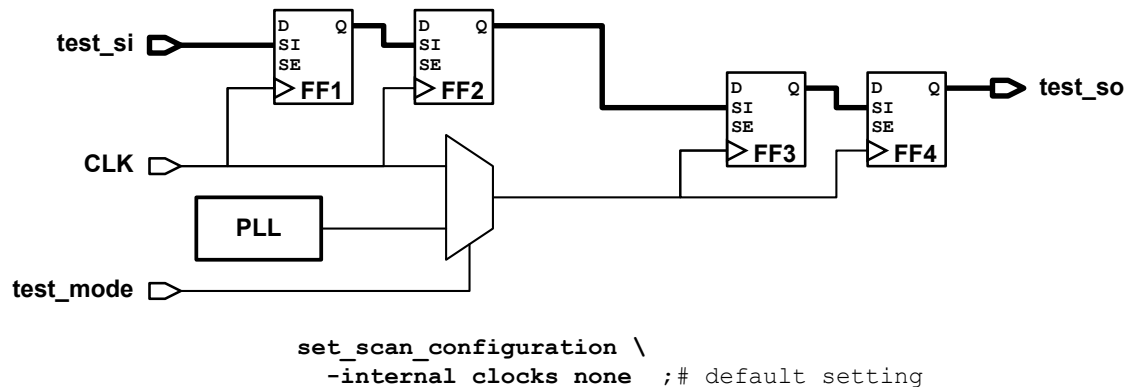 D Q
SI
SE
FF1
D Q
SI
SE
FF2
test_si
D Q
SI
SE
FF3
D Q
SI
SE
FF4
test_so
CLK
PLL
test_mode
set_scan_configuration \
-internal_clocks none ;# default setting